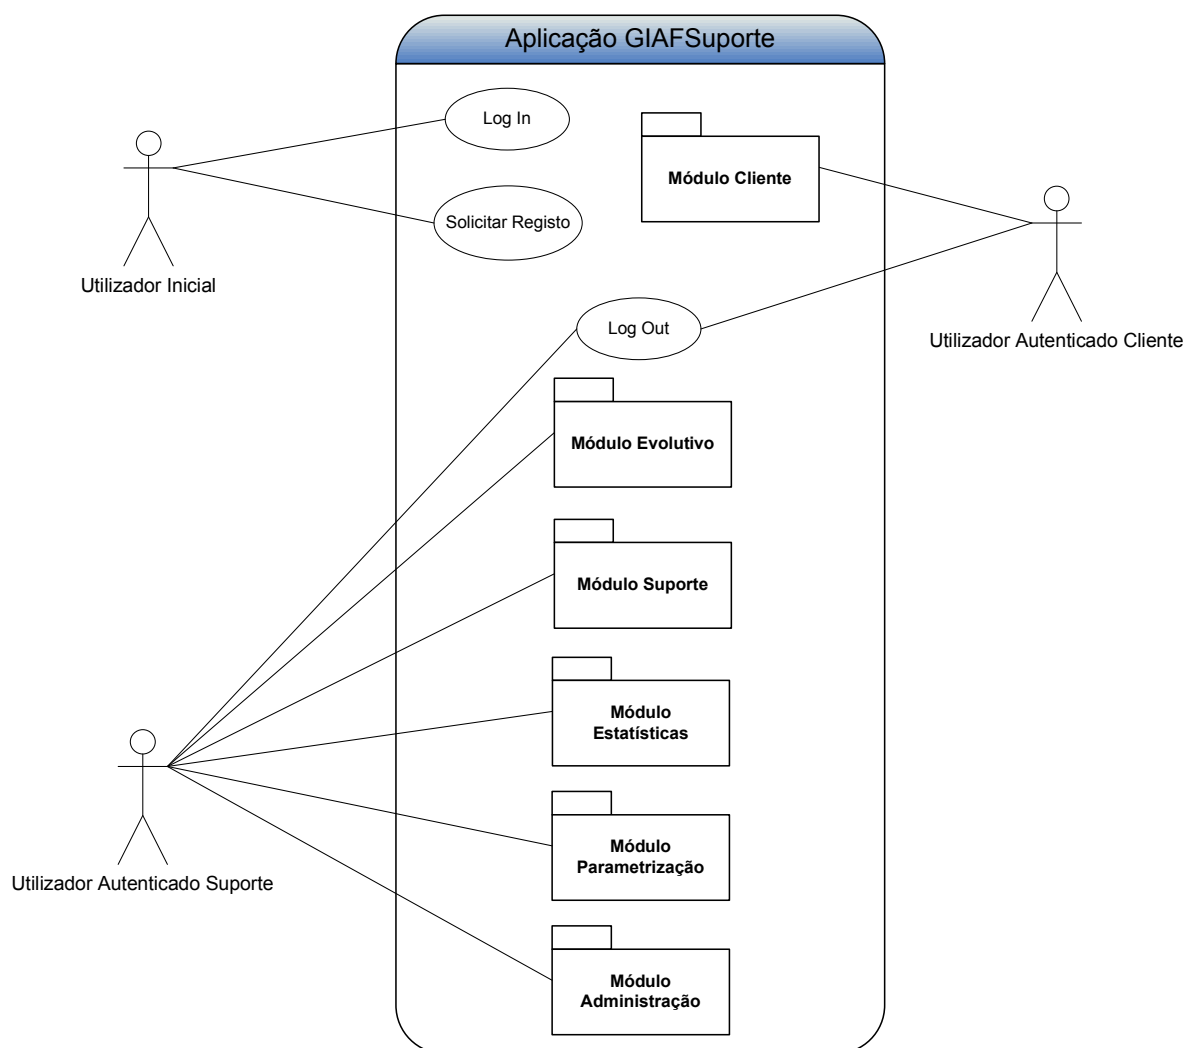 Aplicação GIAFSuporte
Log In
Módulo Cliente
Solicitar Registo
Utilizador Inicial
Log Out
Utilizador Autenticado Cliente
Módulo Evolutivo
Módulo Suporte
Módulo
Estatísticas
Módulo
Parametrização
Utilizador Autenticado Suporte
Módulo
Administração